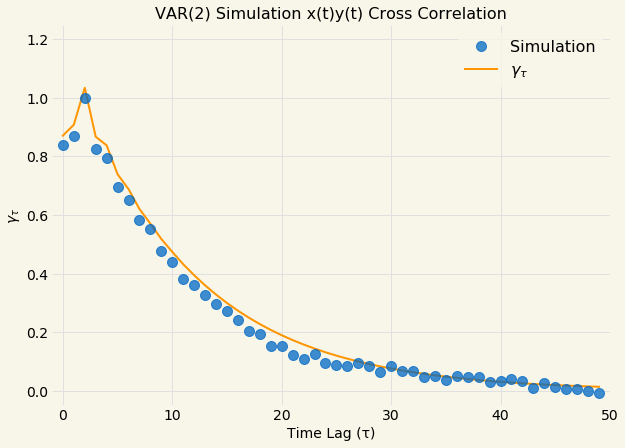 VAR(2) Simulation x(t)y(t) Cross Correlation
Simulation
γτ
γτ
1.2
1.0
0.8
0.6
0.4
0.2
0.0
0 10 20 30 40 50
Time Lag (τ)